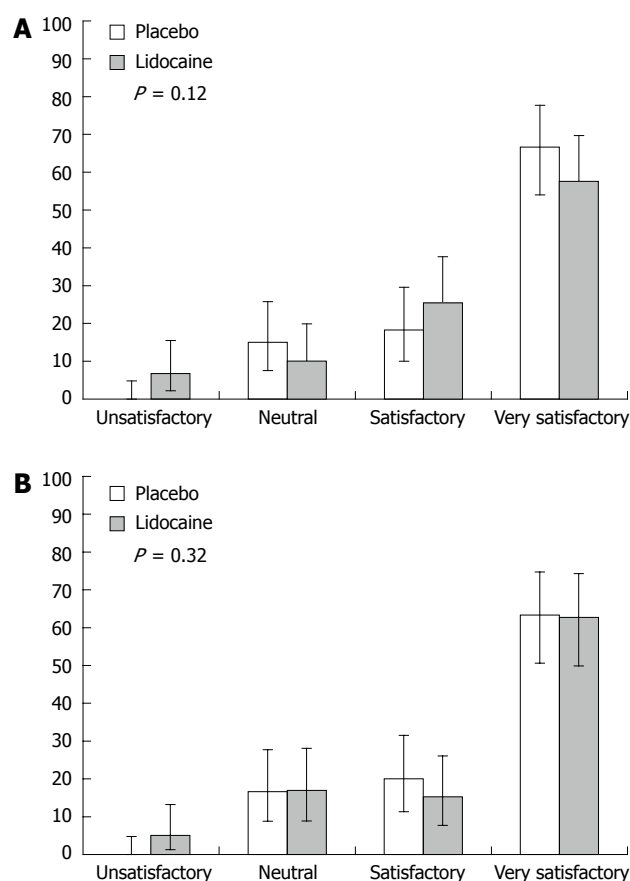 A
Placebo
Lidocaine
P = 0.12
100
90
80
70
60
50
40
30
20
10
0
Unsatisfactory Neutral Satisfactory Very satisfactory
B
Placebo
Lidocaine
P = 0.32
100
90
80
70
60
50
40
30
20
10
0
Unsatisfactory Neutral Satisfactory Very satisfactory